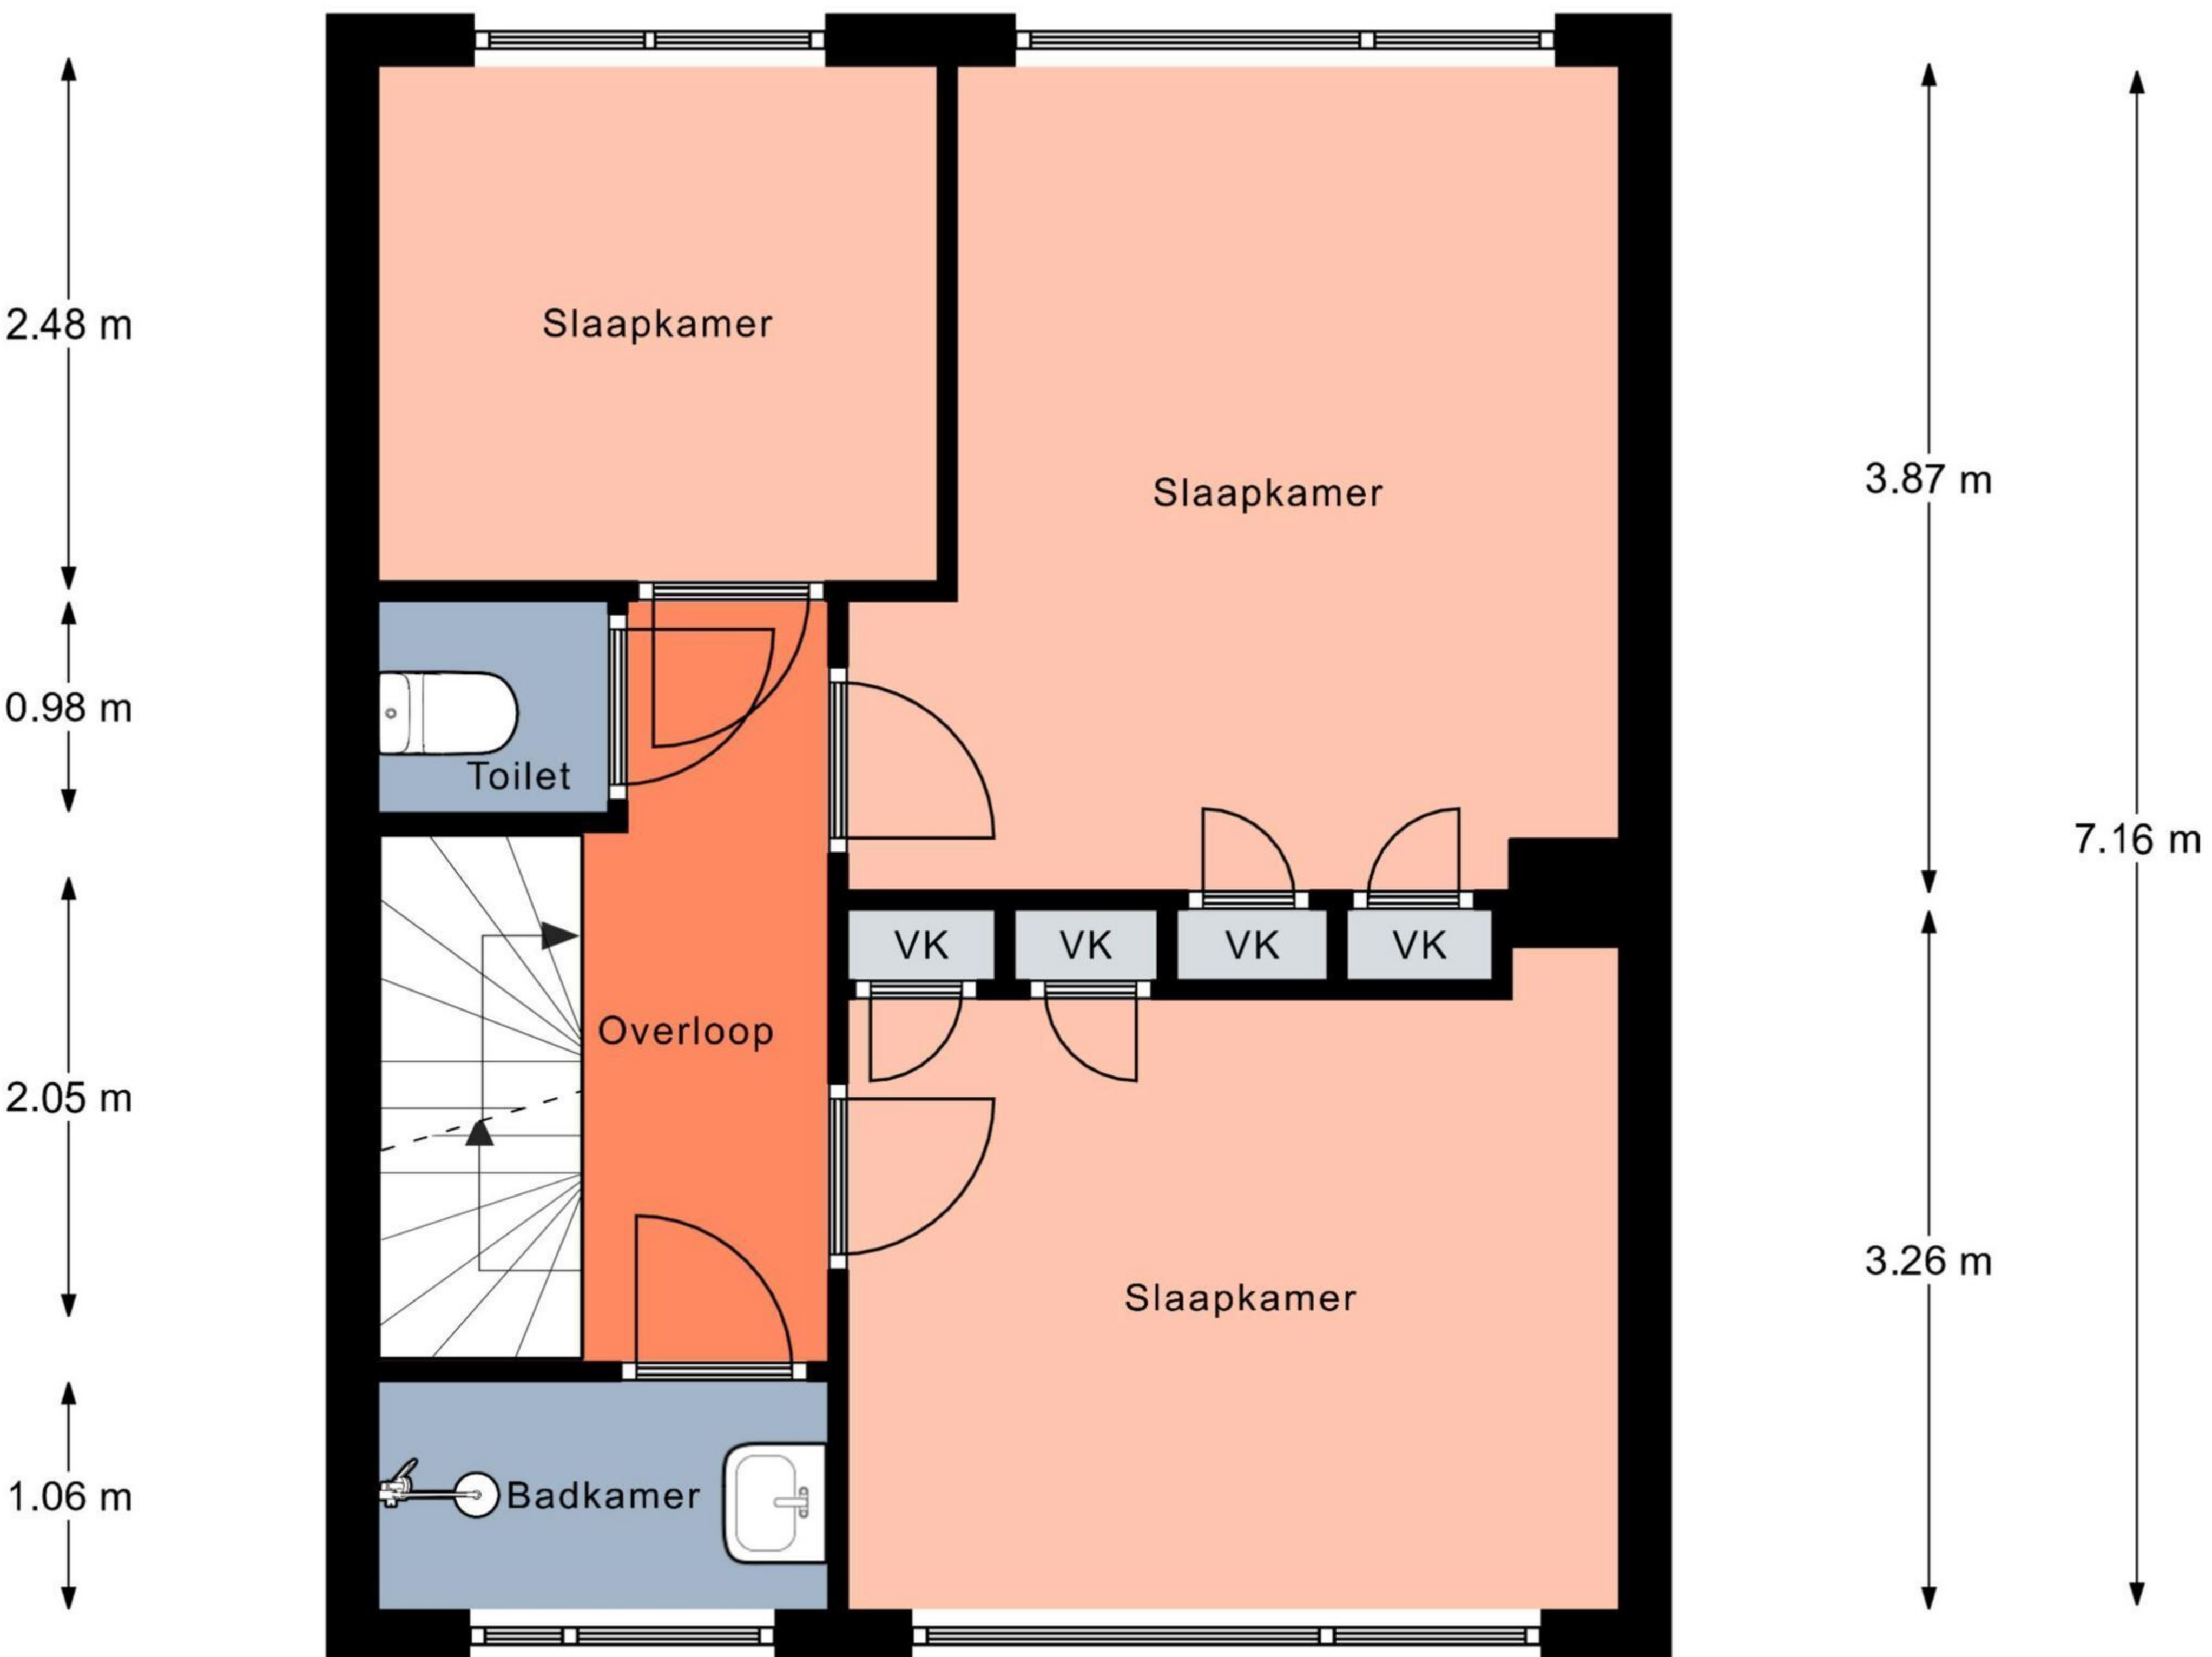 2.48 m
Slaapkamer
3.87 m
Slaapkamer
0.98 m
Toilet
7.16 m
VK
VK
VK
VK
Overloop
2.05 m
3.26 m
Slaapkamer
1.06 m
Badkamer